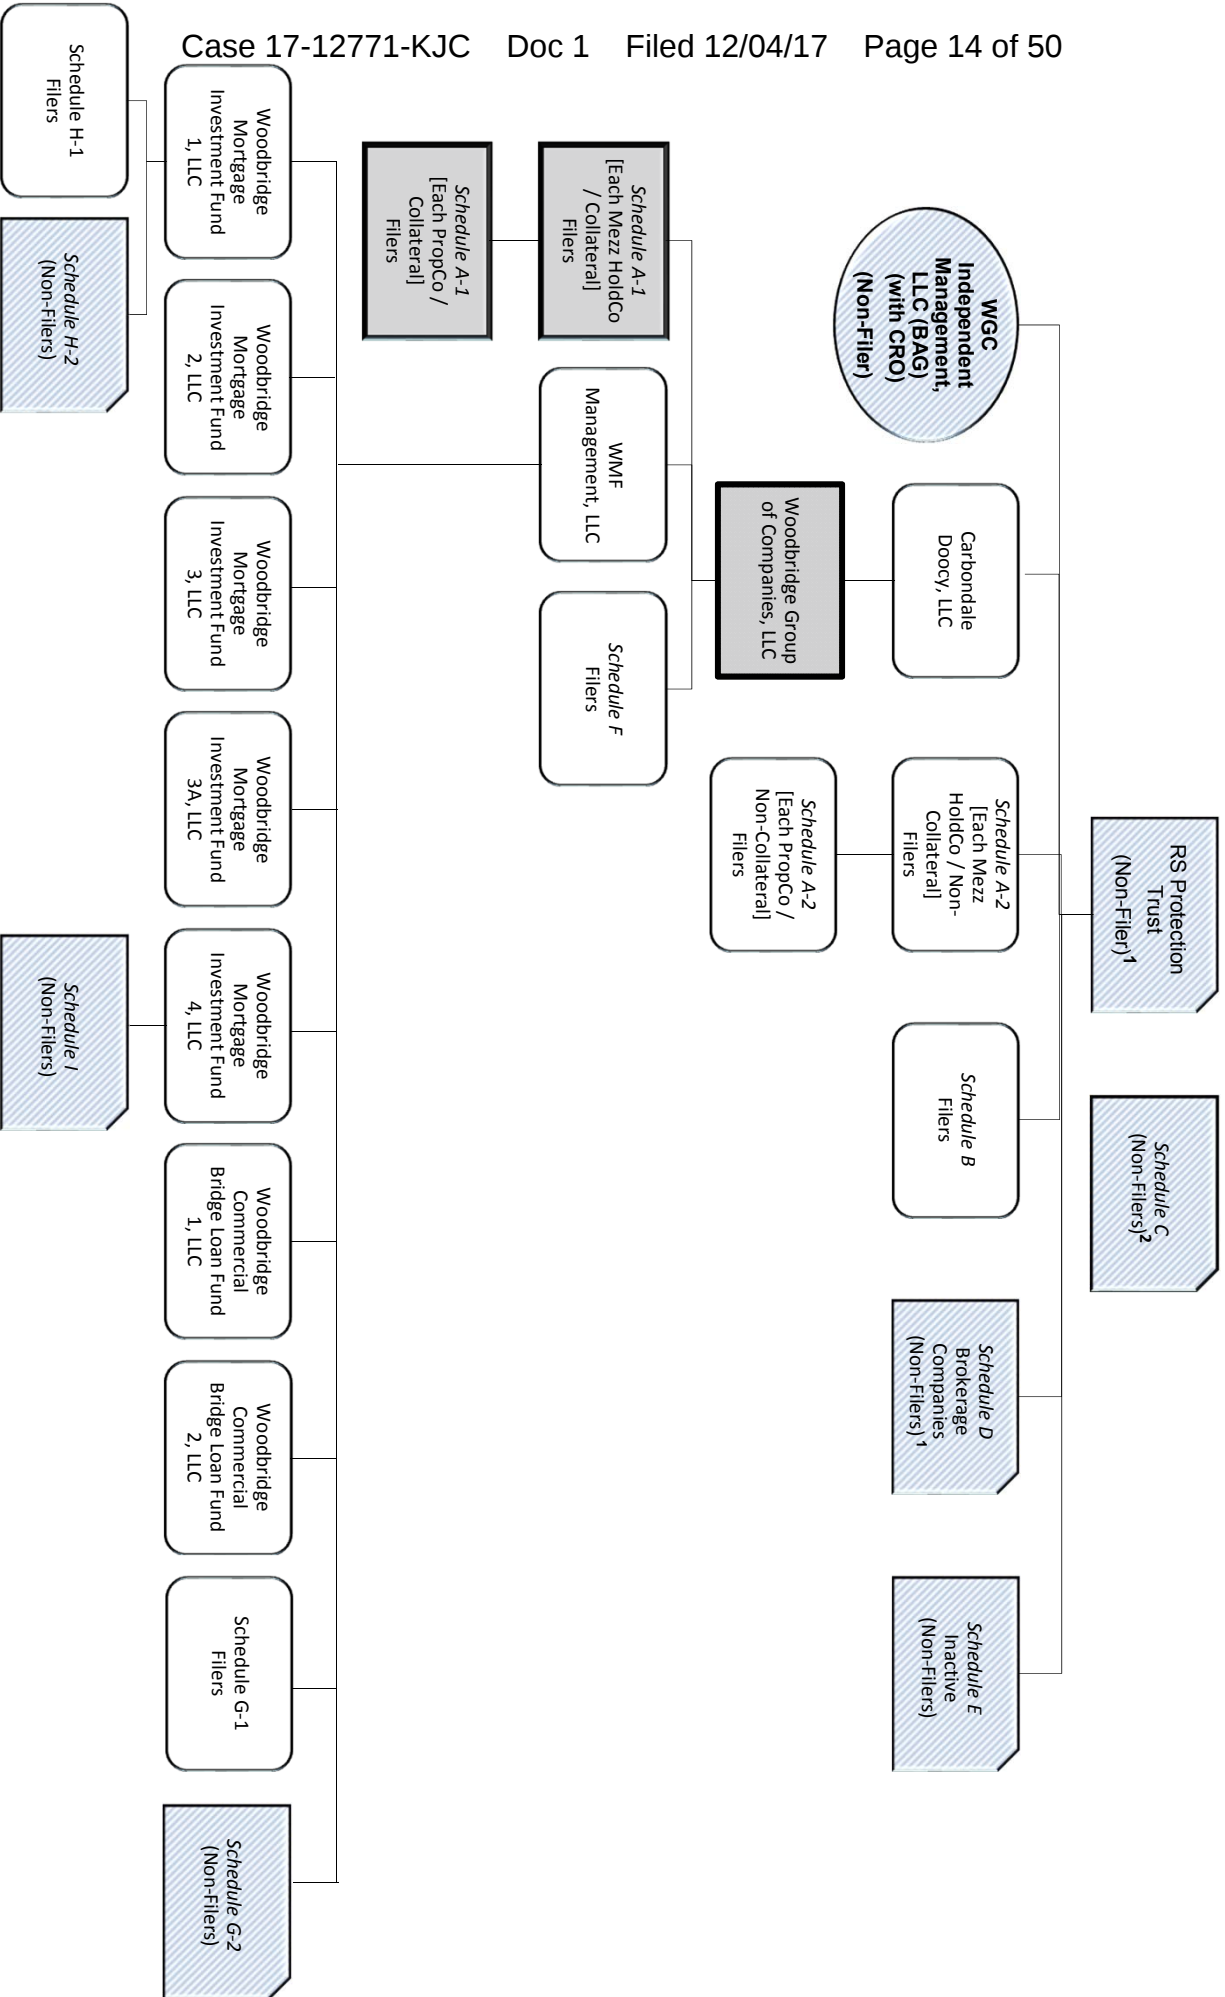 Case 17-12771-KJC Doc 1 Filed 12/04/17 Page 14 of 50
RS Protection
Trust
(Non-Filer)1
Schedule C
(Non-Filers)2
WGC
Independent
Management,
LLC (BAG)
(with CRO)
(Non-Filer)
Carbondale
Doocy, LLC
Schedule A-2
[Each Mezz
HoldCo / Non-
Collateral]
Filers
Schedule B
Filers
Schedule D
Brokerage
Companies
(Non-Filers) 1
Schedule E
Inactive
(Non-Filers)
Woodbridge Group
of Companies, LLC
Schedule A-2
[Each PropCo /
Non-Collateral]
Filers
Schedule A-1
[Each Mezz HoldCo
/ Collateral]
Filers
WMF
Management, LLC
Schedule F
Filers
Schedule A-1
[Each PropCo /
Collateral]
Filers
Woodbridge
Mortgage
Investment Fund
1, LLC
Woodbridge
Mortgage
Investment Fund
2, LLC
Woodbridge
Mortgage
Investment Fund
3, LLC
Woodbridge
Mortgage
Investment Fund
3A, LLC
Woodbridge
Mortgage
Investment Fund
4, LLC
Woodbridge
Commercial
Bridge Loan Fund
1, LLC
Woodbridge
Commercial
Bridge Loan Fund
2, LLC
Schedule G-1
Filers
Schedule G-2
(Non-Filers)
Schedule H-1
Filers
Schedule H-2
(Non-Filers)
Schedule I
(Non-Filers)